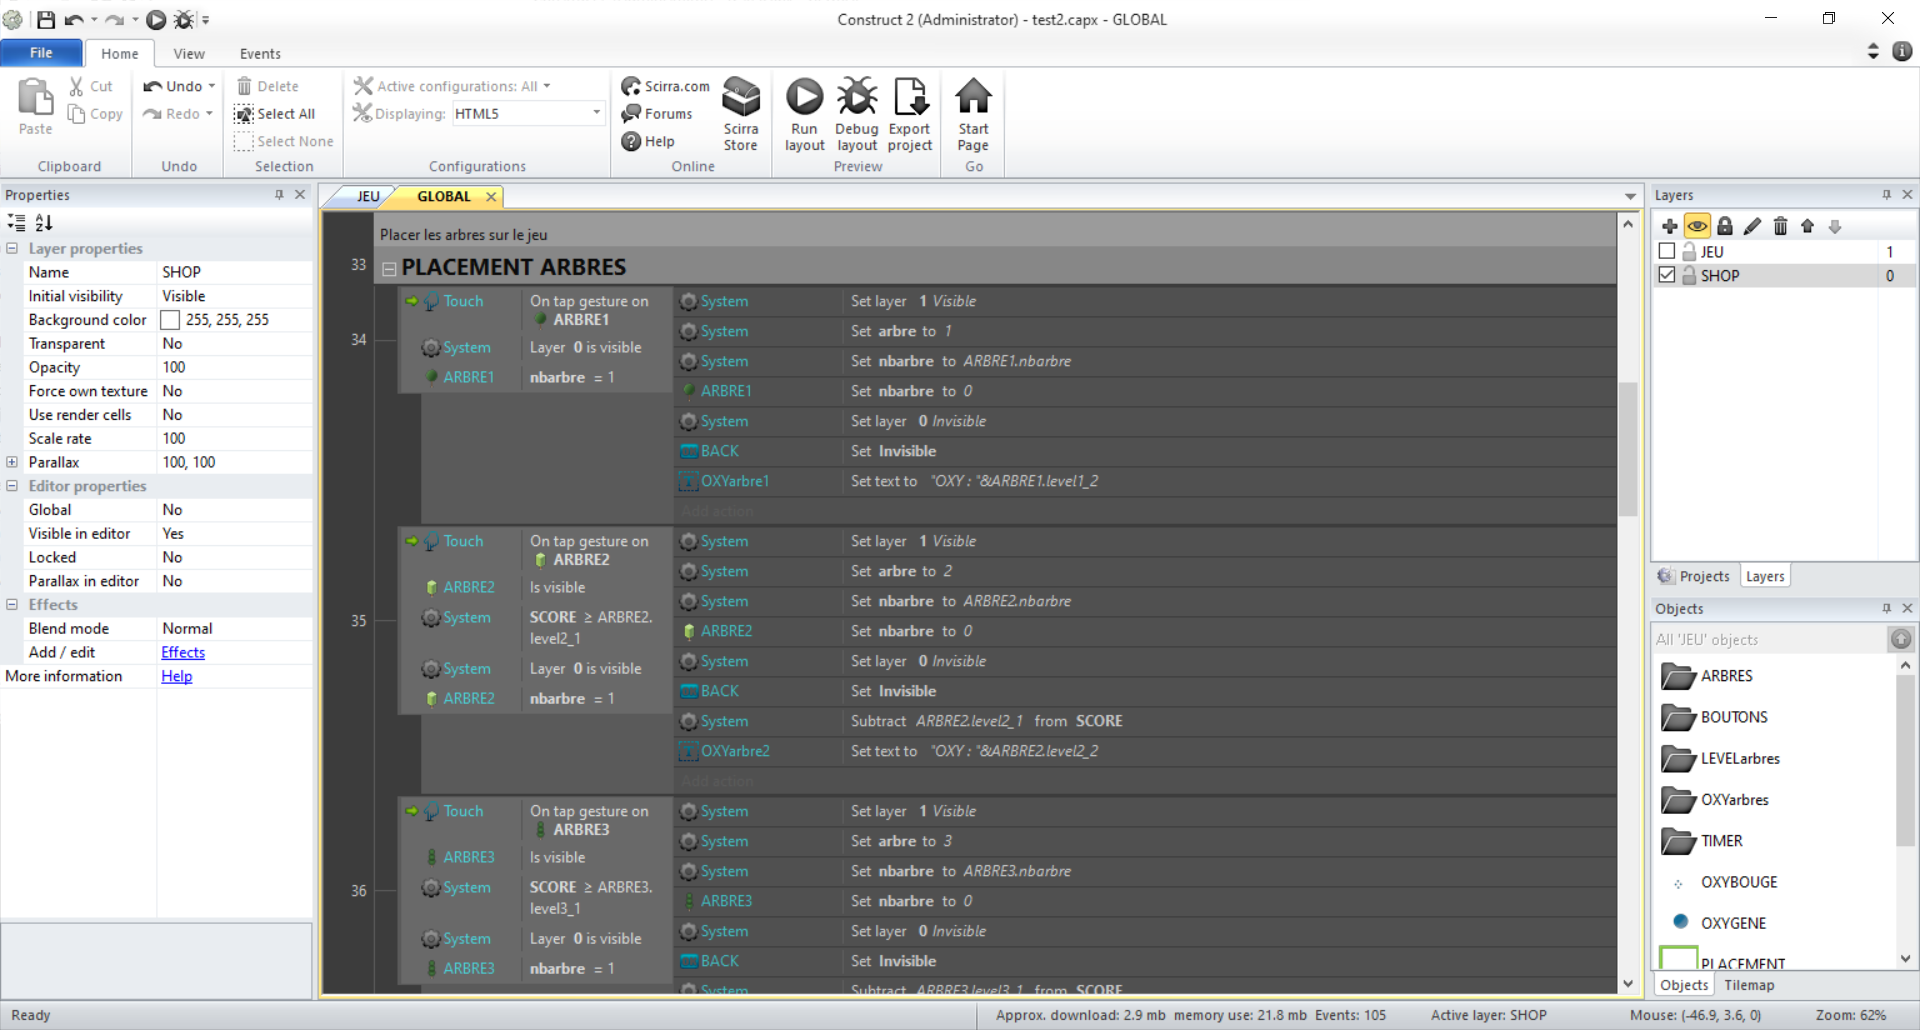 Construct 2 (Administrator) - test2.capx - GLOBAL
File Home View Events
Paste Cut Copy Clipboard
Undo Redo Undo
Delete Select All Select None Selection
Active configurations: All
Displaying: HTML5
Configurations
Scirra.com Forums Help Scirra Store Online
Run layout Debug layout Export project Preview
Start Page Go
Properties
Layer properties
Name SHOP
Initial visibility Visible
Background color 255, 255, 255
Transparent No
Opacity 100
Force own texture No
Use render cells No
Scale rate 100
Parallax 100, 100
Editor properties
Global No
Visible in editor Yes
Locked No
Parallax in editor No
Effects
Blend mode Normal
Add / edit Effects
More information Help
JEU GLOBAL
Placer les arbres sur le jeu
33 PLACEMENT ARBRES
34
Touch On tap gesture on ARBRE1
System Layer 0 is visible
ARBRE1 nbarbre = 1
System Set layer 1 Visible
System Set arbre to 1
System Set nbarbre to ARBRE1.nbarbre
ARBRE1 Set nbarbre to 0
System Set layer 0 Invisible
BACK Set Invisible
OXYarbre1 Set text to "OXY : "&ARBRE1.level1_2
Add action
35
Touch On tap gesture on ARBRE2
ARBRE2 Is visible
System SCORE ≥ ARBRE2.level2_1
System Layer 0 is visible
ARBRE2 nbarbre = 1
System Set layer 1 Visible
System Set arbre to 2
System Set nbarbre to ARBRE2.nbarbre
ARBRE2 Set nbarbre to 0
System Set layer 0 Invisible
BACK Set Invisible
System Subtract ARBRE2.level2_1 from SCORE
OXYarbre2 Set text to "OXY : "&ARBRE2.level2_2
Add action
36
Touch On tap gesture on ARBRE3
ARBRE3 Is visible
System SCORE ≥ ARBRE3.level3_1
System Layer 0 is visible
ARBRE3 nbarbre = 1
System Set layer 1 Visible
System Set arbre to 3
System Set nbarbre to ARBRE3.nbarbre
ARBRE3 Set nbarbre to 0
System Set layer 0 Invisible
BACK Set Invisible
System Subtract ARBRE3.level3_1 from SCORE
Layers
JEU 1
SHOP 0
Projects Layers
Objects
All 'JEU' objects
ARBRES
BOUTONS
LEVELarbres
OXYarbres
TIMER
OXYBOUGE
OXYGENE
PLACEMENT
Objects Tilemap
Ready
Approx. download: 2.9 mb memory use: 21.8 mb Events: 105 Active layer: SHOP Mouse: (-46.9, 3.6, 0) Zoom: 62%